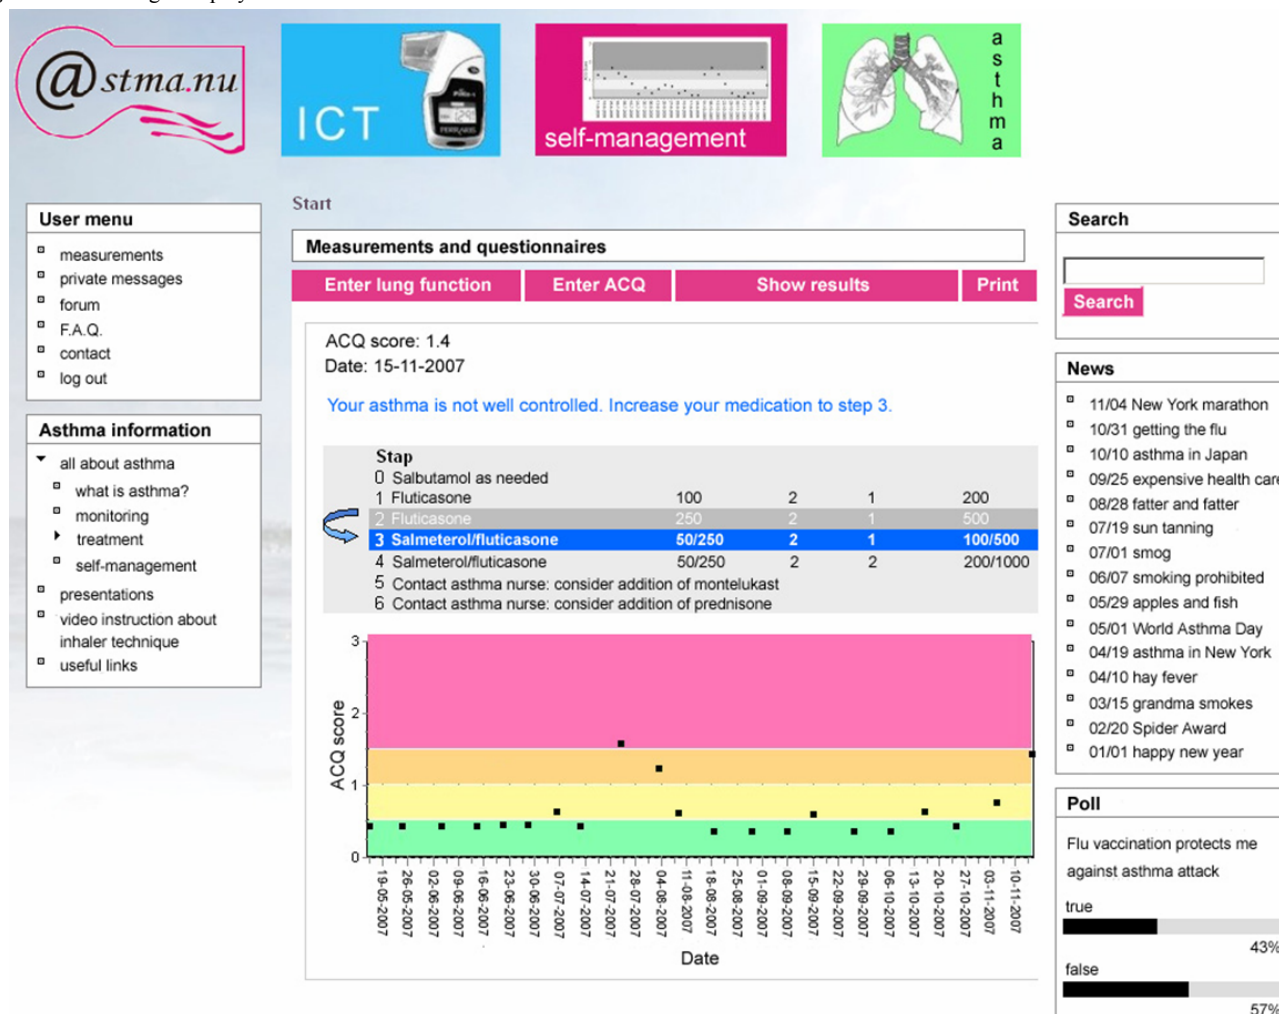 @stma.nu
ICT
self-management
asthma
User menu
measurements
private messages
forum
F.A.Q.
contact
log out
Asthma information
all about asthma
what is asthma?
monitoring
treatment
self-management
presentations
video instruction about
inhaler technique
useful links
Start
Measurements and questionnaires
Enter lung function Enter ACQ Show results Print
ACQ score: 1.4
Date: 15-11-2007
Your asthma is not well controlled. Increase your medication to step 3.
Stap
0 Salbutamol as needed
1 Fluticasone 100 2 1 200
2 Fluticasone 250 2 1 500
3 Salmeterol/fluticasone 50/250 2 1 100/500
4 Salmeterol/fluticasone 50/250 2 2 200/1000
5 Contact asthma nurse: consider addition of montelukast
6 Contact asthma nurse: consider addition of prednisone
3
2
1
0
ACQ score
19-05-2007
26-05-2007
02-06-2007
09-06-2007
16-06-2007
23-06-2007
30-06-2007
07-07-2007
14-07-2007
21-07-2007
28-07-2007
04-08-2007
11-08-2007
18-08-2007
25-08-2007
01-09-2007
08-09-2007
15-09-2007
22-09-2007
29-09-2007
06-10-2007
13-10-2007
20-10-2007
27-10-2007
03-11-2007
10-11-2007
Date
Search
Search
News
11/04 New York marathon
10/31 getting the flu
10/10 asthma in Japan
09/25 expensive health care
08/28 fatter and fatter
07/19 sun tanning
07/01 smog
06/07 smoking prohibited
05/29 apples and fish
05/01 World Asthma Day
04/19 asthma in New York
04/10 hay fever
03/15 grandma smokes
02/20 Spider Award
01/01 happy new year
Poll
Flu vaccination protects me
against asthma attack
true
43%
false
57%